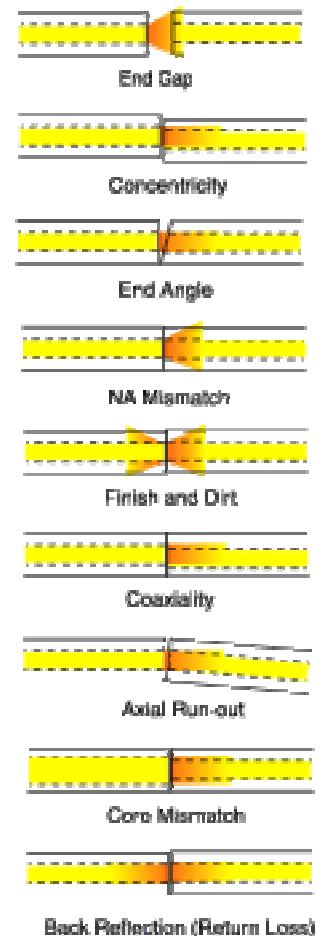 End Gap
Concentricity
End Angle
NA Mismatch
Finish and Dirt
Coaxiality
Axial Run-out
Core Mismatch
Back Reflection (Return Loss)